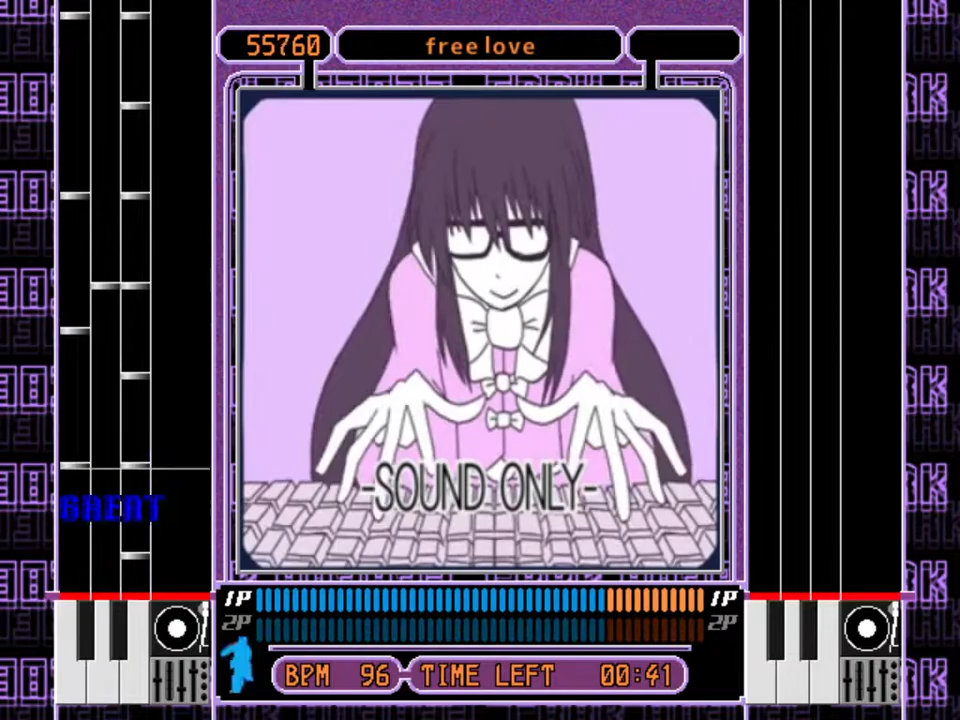 55760
free love
-SOUND ONLY-
GREAT
1P 1P
2P 2P
BPM 96 TIME LEFT 00:41